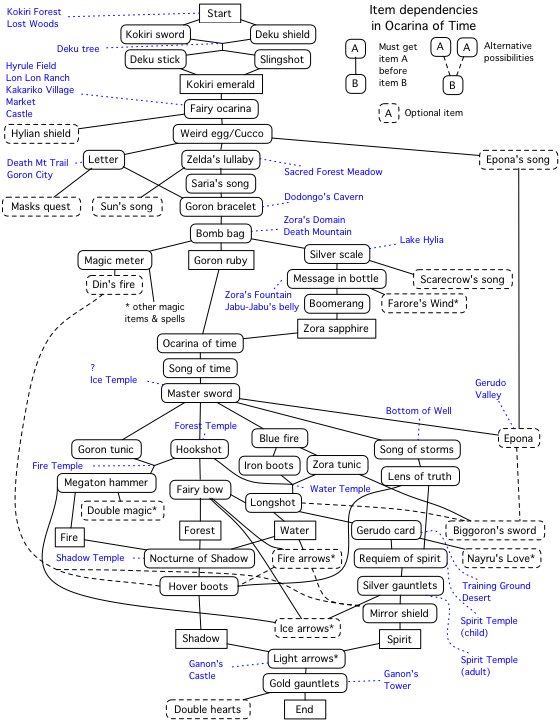 Kokiri Forest
Lost Woods
Start
Item dependencies
in Ocarina of Time
Kokiri sword
Deku shield
Deku tree
A
Must get
item A
before
item B
B
A
A
Alternative
possibilities
B
Deku stick
Slingshot
Hyrule Field
Lon Lon Ranch
Kakariko Village
Market
Castle
Kokiri emerald
Fairy ocarina
A
Optional item
Hylian shield
Weird egg/Cucco
Death Mt Trail
Goron City
Letter
Zelda's lullaby
Epona's song
Sacred Forest Meadow
Saria's song
Masks quest
Sun's song
Goron bracelet
Dodongo's Cavern
Bomb bag
Zora's Domain
Death Mountain
Magic meter
Goron ruby
Silver scale
Lake Hylia
Din's fire
Message in bottle
Scarecrow's song
* other magic
items & spells
Zora's Fountain
Jabu-Jabu's belly
Boomerang
Farore's Wind*
Zora sapphire
Ocarina of time
Song of time
?
Ice Temple
Master sword
Gerudo
Valley
Bottom of Well
Forest Temple
Goron tunic
Hookshot
Blue fire
Song of storms
Epona
Fire Temple
Iron boots
Zora tunic
Lens of truth
Megaton hammer
Fairy bow
Water Temple
Double magic*
Longshot
Fire
Forest
Water
Gerudo card
Biggoron's sword
Shadow Temple
Nocturne of Shadow
Fire arrows*
Requiem of spirit
Nayru's Love*
Hover boots
Silver gauntlets
Training Ground
Desert
Mirror shield
Ice arrows*
Spirit Temple
(child)
Shadow
Spirit
Ganon's
Castle
Light arrows*
Spirit Temple
(adult)
Gold gauntlets
Ganon's
Tower
Double hearts
End